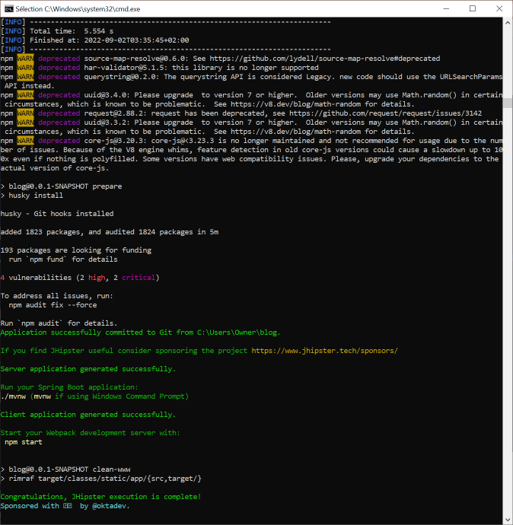 Sélection C:\Windows\system32\cmd.exe
[INFO] ------------------------------------------------------------------------
[INFO] Total time:  5.554 s
[INFO] Finished at: 2022-09-02T03:35:45+02:00
[INFO] ------------------------------------------------------------------------
npm WARN deprecated source-map-resolve@0.6.0: See https://github.com/lydell/source-map-resolve#deprecated
npm WARN deprecated har-validator@5.1.5: this library is no longer supported
npm WARN deprecated querystring@0.2.0: The querystring API is considered Legacy. new code should use the URLSearchParams
 API instead.
npm WARN deprecated uuid@3.4.0: Please upgrade  to version 7 or higher.  Older versions may use Math.random() in certain
 circumstances, which is known to be problematic.  See https://v8.dev/blog/math-random for details.
npm WARN deprecated request@2.88.2: request has been deprecated, see https://github.com/request/request/issues/3142
npm WARN deprecated uuid@3.3.2: Please upgrade  to version 7 or higher.  Older versions may use Math.random() in certain
 circumstances, which is known to be problematic.  See https://v8.dev/blog/math-random for details.
npm WARN deprecated core-js@3.20.3: core-js@<3.23.3 is no longer maintained and not recommended for usage due to the num
ber of issues. Because of the V8 engine whims, feature detection in old core-js versions could cause a slowdown up to 10
0x even if nothing is polyfilled. Some versions have web compatibility issues. Please, upgrade your dependencies to the
actual version of core-js.
> blog@0.0.1-SNAPSHOT prepare
> husky install
husky - Git hooks installed
added 1823 packages, and audited 1824 packages in 5m
193 packages are looking for funding
  run `npm fund` for details
4 vulnerabilities (2 high, 2 critical)
To address all issues, run:
  npm audit fix --force
Run `npm audit` for details.
Application successfully committed to Git from C:\Users\Owner\blog.
If you find JHipster useful consider sponsoring the project https://www.jhipster.tech/sponsors/
Server application generated successfully.
Run your Spring Boot application:
./mvnw (mvnw if using Windows Command Prompt)
Client application generated successfully.
Start your Webpack development server with:
 npm start
> blog@0.0.1-SNAPSHOT clean-www
> rimraf target/classes/static/app/{src,target/}
Congratulations, JHipster execution is complete!
Sponsored with  by @oktadev.